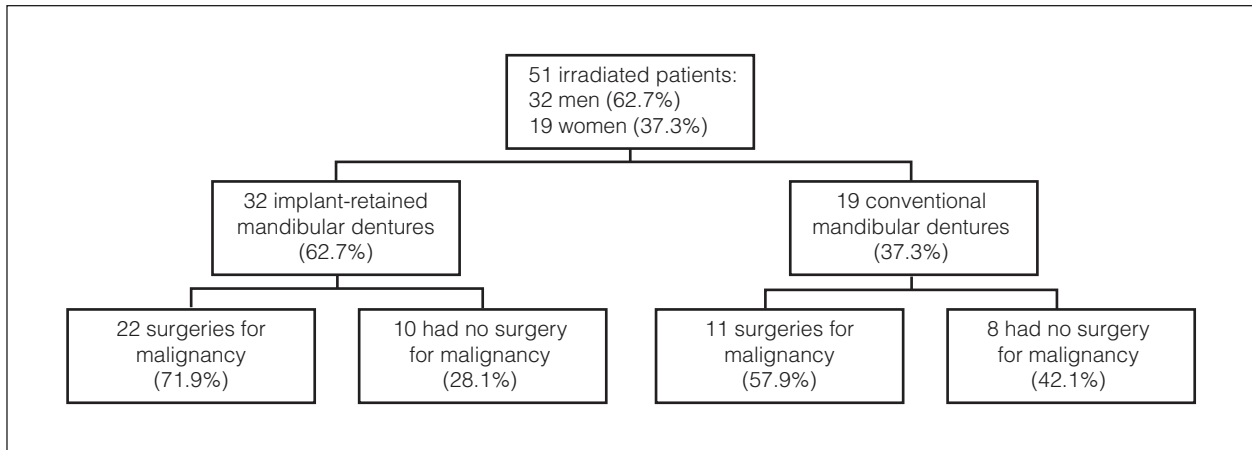 51 irradiated patients:
32 men (62.7%)
19 women (37.3%)
32 implant-retained
mandibular dentures
(62.7%)
19 conventional
mandibular dentures
(37.3%)
22 surgeries for
malignancy
(71.9%)
10 had no surgery
for malignancy
(28.1%)
11 surgeries for
malignancy
(57.9%)
8 had no surgery
for malignancy
(42.1%)